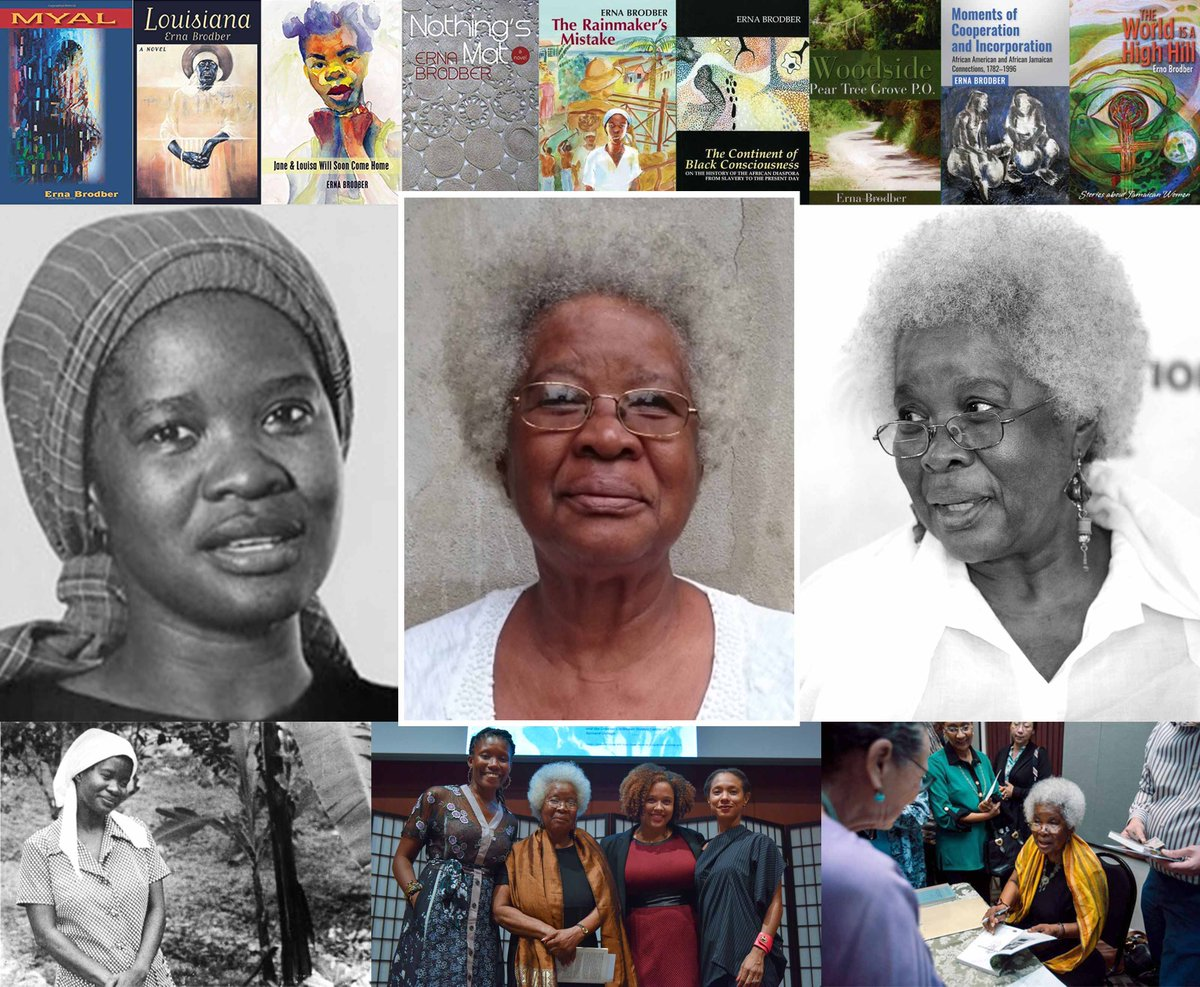 MYAL
Erna Brodber
Louisiana
Erna Brodber
A NOVEL
Jane & Louisa Will Soon Come Home
ERNA BRODBER
Nothing's
Mat
ERNA
BRODBER
a
novel
ERNA BRODBER
The Rainmaker's
Mistake
ERNA BRODBER
The Continent of
Black Consciousness
ON THE HISTORY OF THE AFRICAN DIASPORA
FROM SLAVERY TO THE PRESENT DAY
Woodside
Pear Tree Grove P.O.
Erna Brodber
Moments of
Cooperation
and Incorporation
African American and African Jamaican
Connections, 1782–1996
ERNA BRODBER
THE
World IS A
High Hill
Erna Brodber
Stories about Jamaican Women